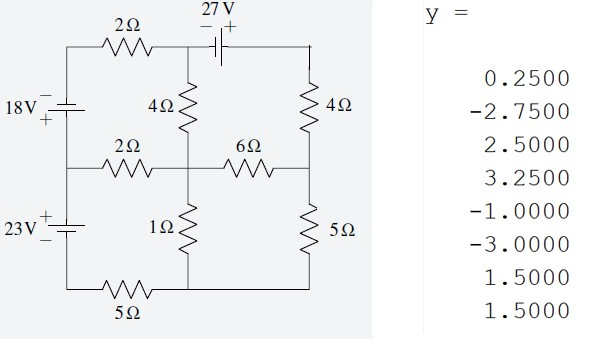 27 V
2Ω
− +
−
18V
+
4Ω
4Ω
2Ω
6Ω
+
23V
−
1Ω
5Ω
5Ω
y =
0.2500
-2.7500
2.5000
3.2500
-1.0000
-3.0000
1.5000
1.5000